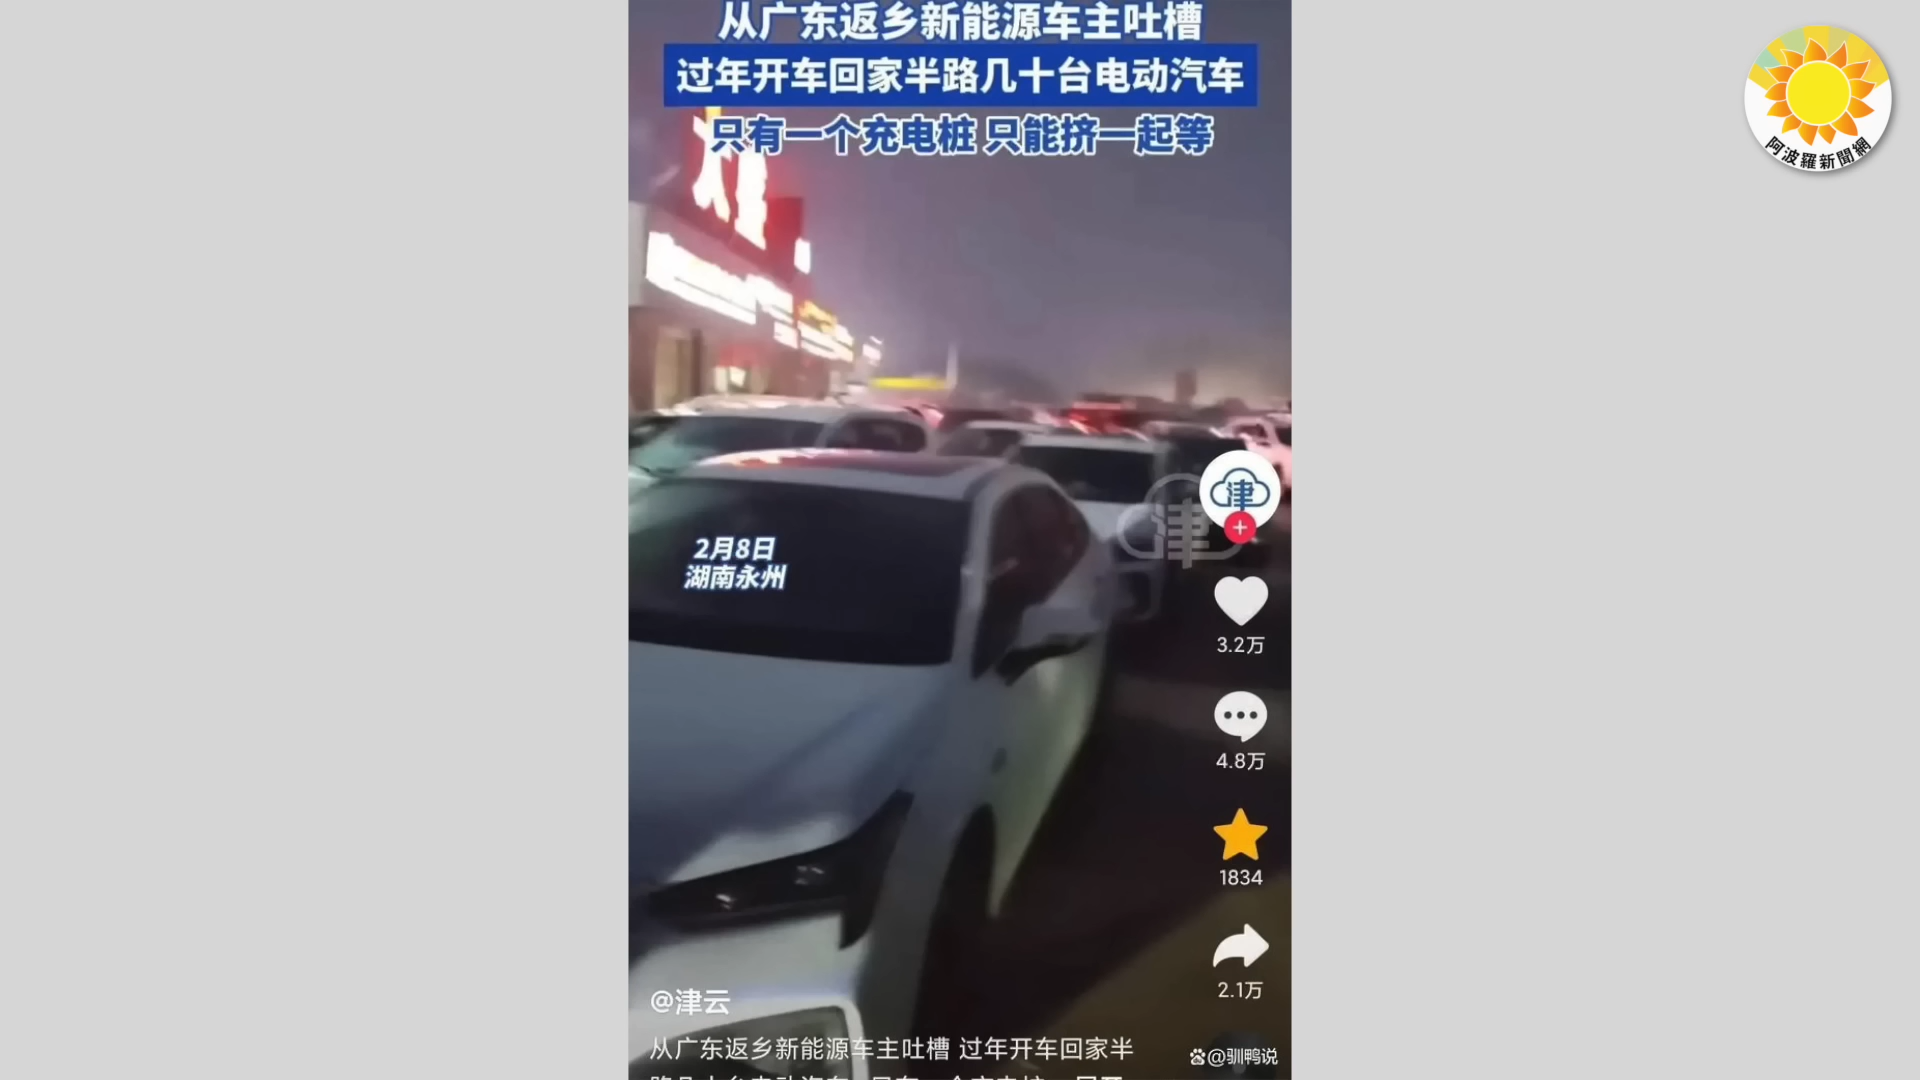 从广东返乡新能源车主吐槽
过年开车回家半路几十台电动汽车
只有一个充电桩 只能挤一起等
阿波羅新聞網
津
津
2月8日
湖南永州
3.2万
4.8万
1834
2.1万
@津云
从广东返乡新能源车主吐槽 过年开车回家半
@驯鸭说